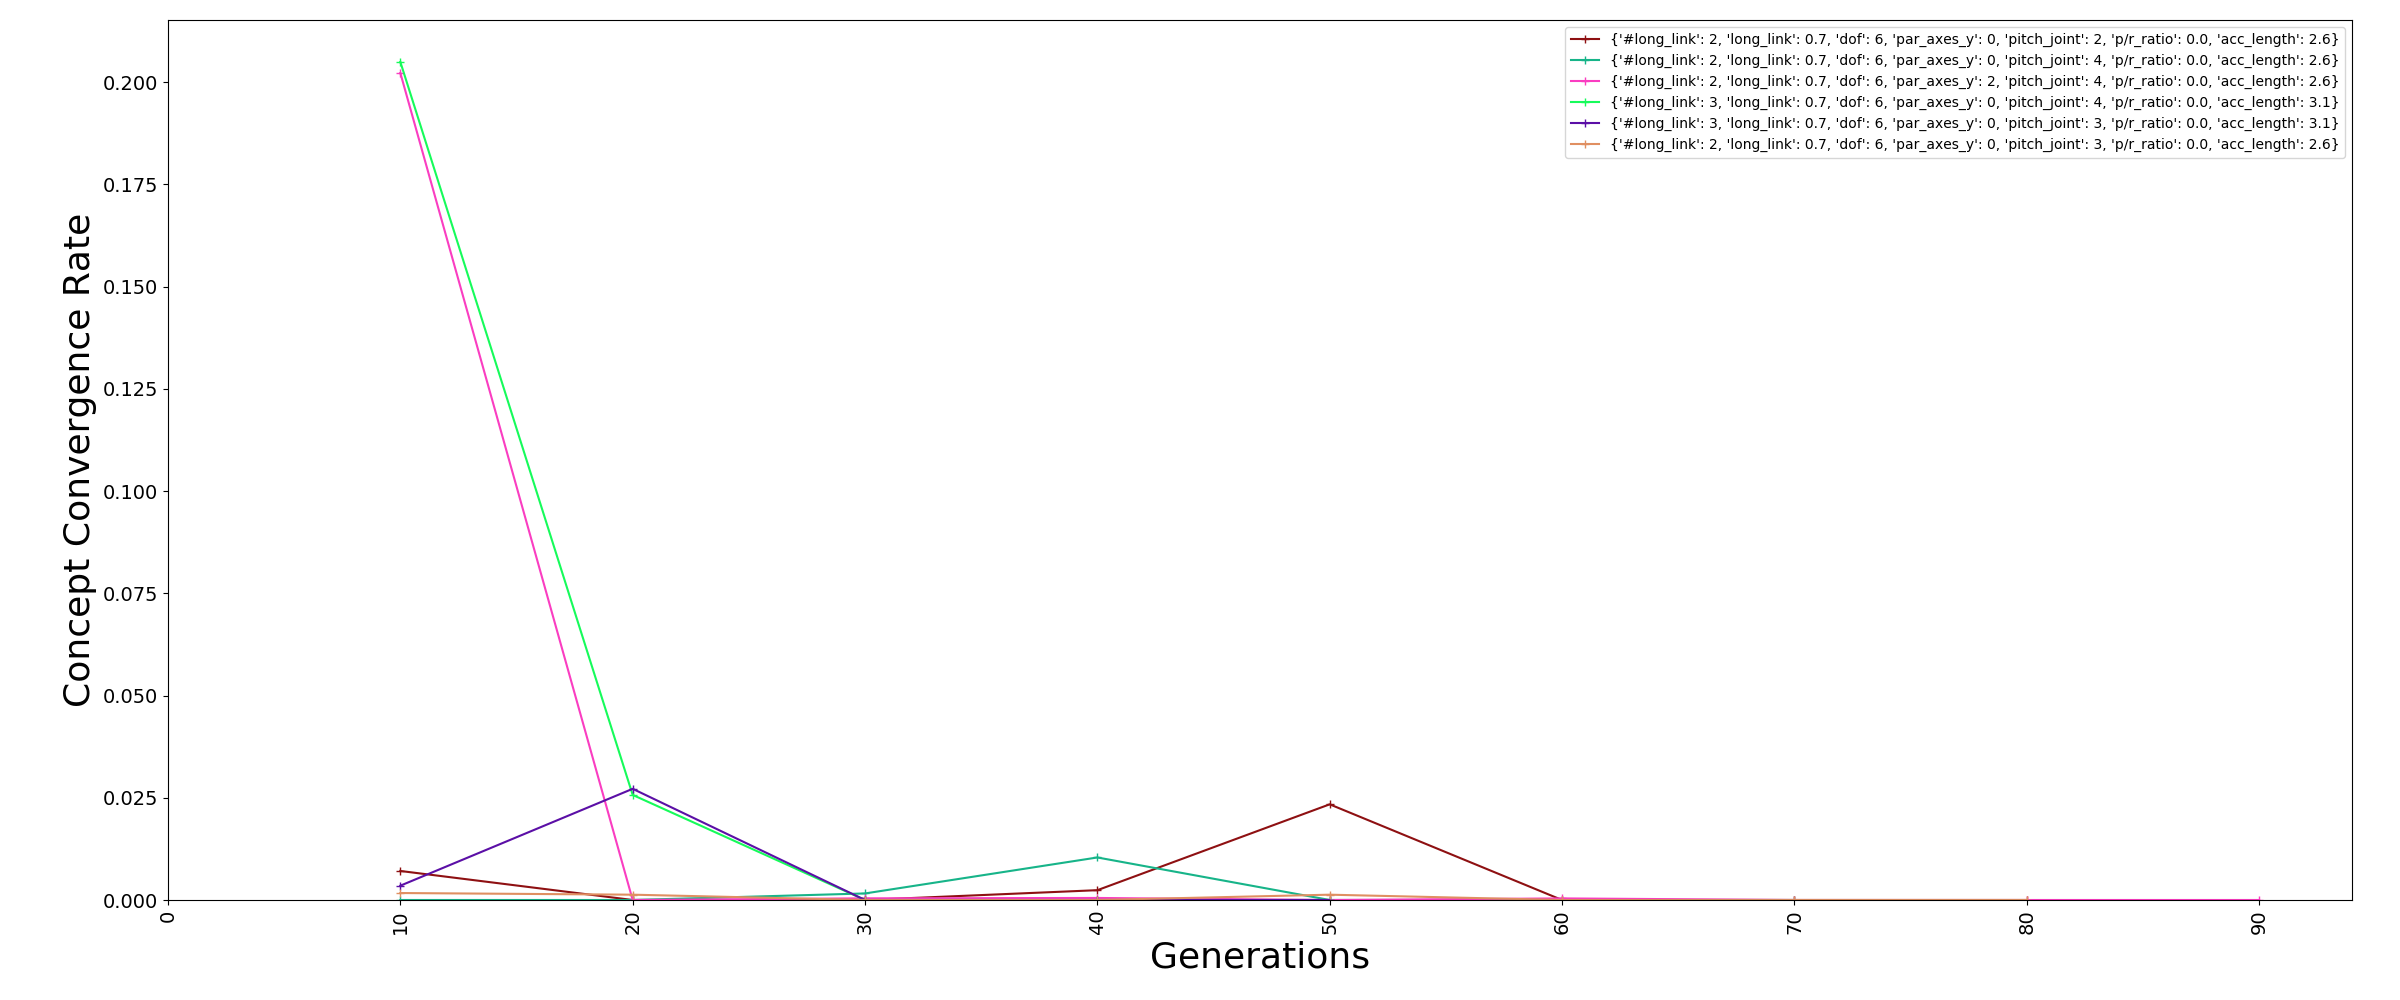 {'#long_link': 2, 'long_link': 0.7, 'dof': 6, 'par_axes_y': 0, 'pitch_joint': 2, 'p/r_ratio': 0.0, 'acc_length': 2.6}
{'#long_link': 2, 'long_link': 0.7, 'dof': 6, 'par_axes_y': 0, 'pitch_joint': 4, 'p/r_ratio': 0.0, 'acc_length': 2.6}
{'#long_link': 2, 'long_link': 0.7, 'dof': 6, 'par_axes_y': 2, 'pitch_joint': 4, 'p/r_ratio': 0.0, 'acc_length': 2.6}
{'#long_link': 3, 'long_link': 0.7, 'dof': 6, 'par_axes_y': 0, 'pitch_joint': 4, 'p/r_ratio': 0.0, 'acc_length': 3.1}
{'#long_link': 3, 'long_link': 0.7, 'dof': 6, 'par_axes_y': 0, 'pitch_joint': 3, 'p/r_ratio': 0.0, 'acc_length': 3.1}
{'#long_link': 2, 'long_link': 0.7, 'dof': 6, 'par_axes_y': 0, 'pitch_joint': 3, 'p/r_ratio': 0.0, 'acc_length': 2.6}
Concept Convergence Rate
0.200
0.175
0.150
0.125
0.100
0.075
0.050
0.025
0.000
0 10 20 30 40 50 60 70 80 90
Generations